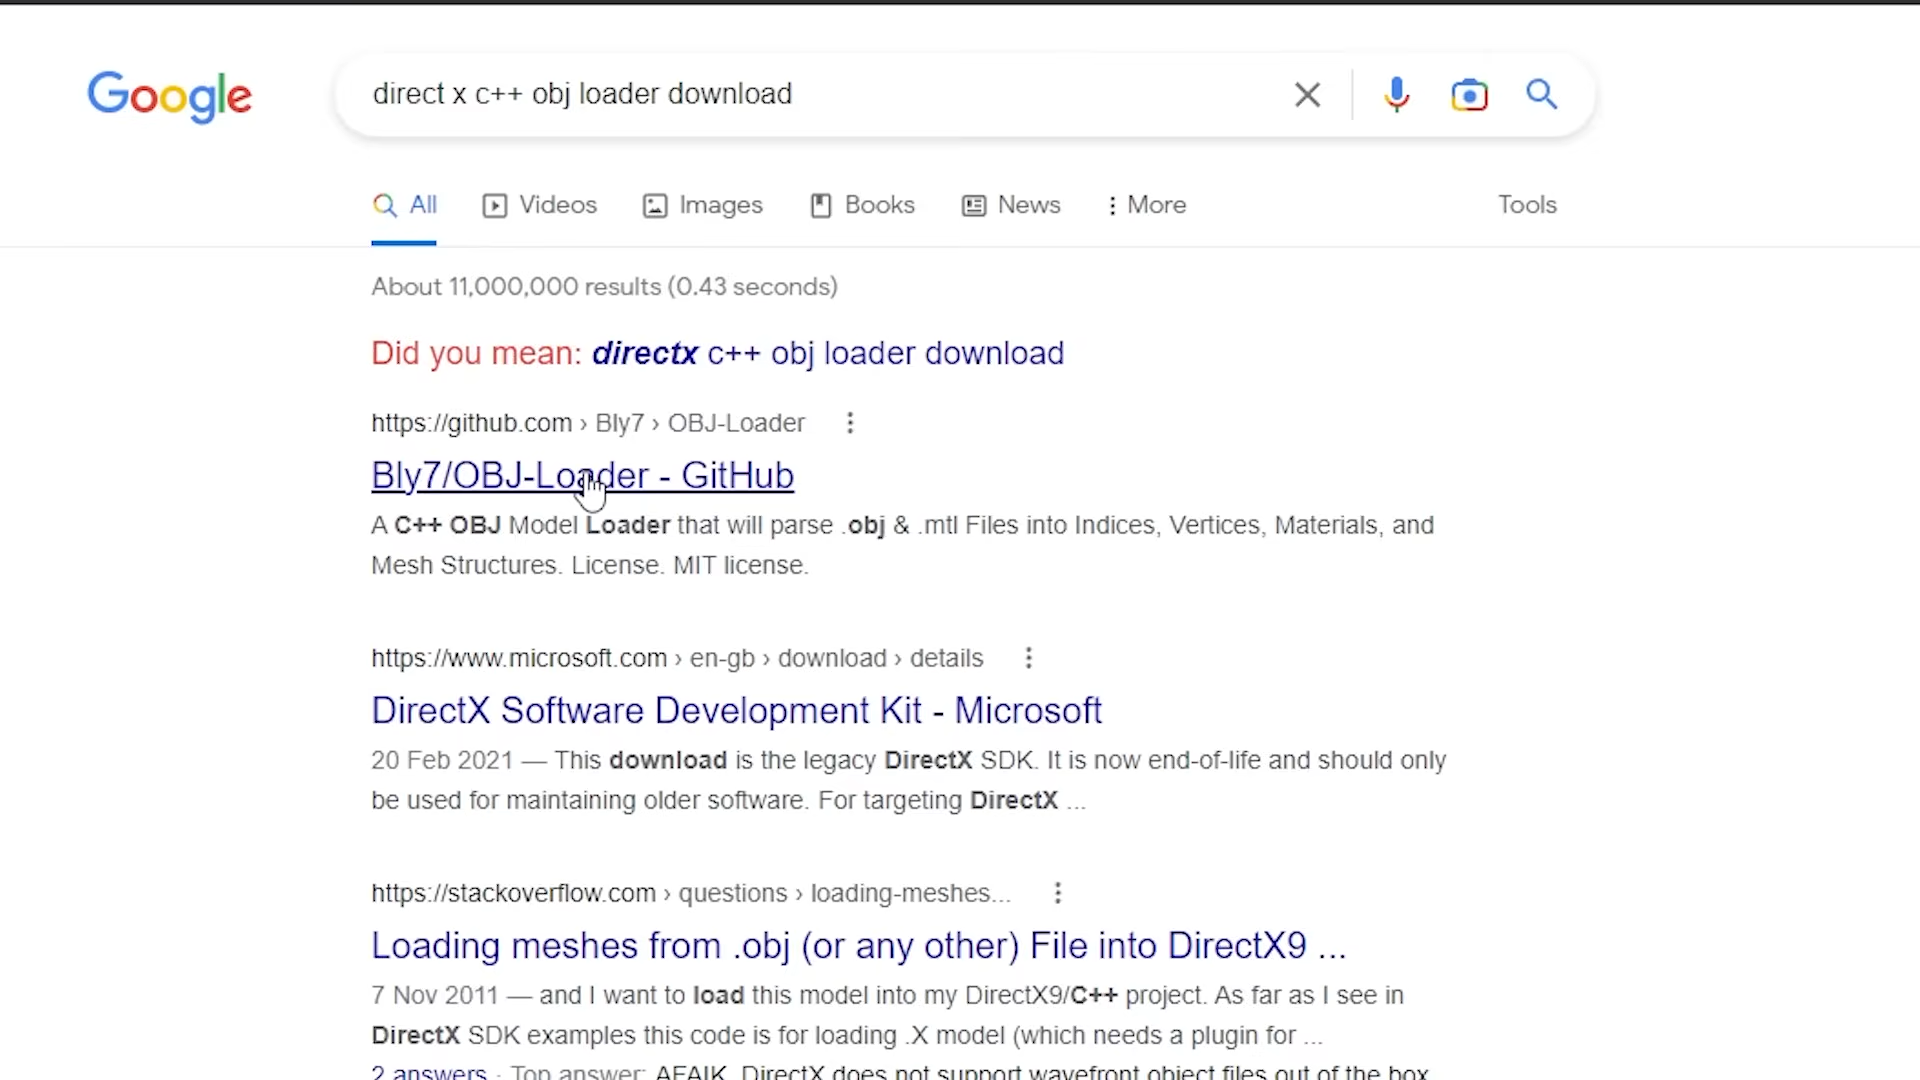 Google
direct x c++ obj loader download
All Videos Images Books News More Tools
About 11,000,000 results (0.43 seconds)
Did you mean: directx c++ obj loader download
https://github.com › Bly7 › OBJ-Loader
Bly7/OBJ-Loader - GitHub
A C++ OBJ Model Loader that will parse .obj & .mtl Files into Indices, Vertices, Materials, and
Mesh Structures. License. MIT license.
https://www.microsoft.com › en-gb › download › details
DirectX Software Development Kit - Microsoft
20 Feb 2021 — This download is the legacy DirectX SDK. It is now end-of-life and should only
be used for maintaining older software. For targeting DirectX ...
https://stackoverflow.com › questions › loading-meshes...
Loading meshes from .obj (or any other) File into DirectX9 ...
7 Nov 2011 — and I want to load this model into my DirectX9/C++ project. As far as I see in
DirectX SDK examples this code is for loading .X model (which needs a plugin for ...
2 answers · Top answer: AFAIK, DirectX does not support wavefront object files out of the box.